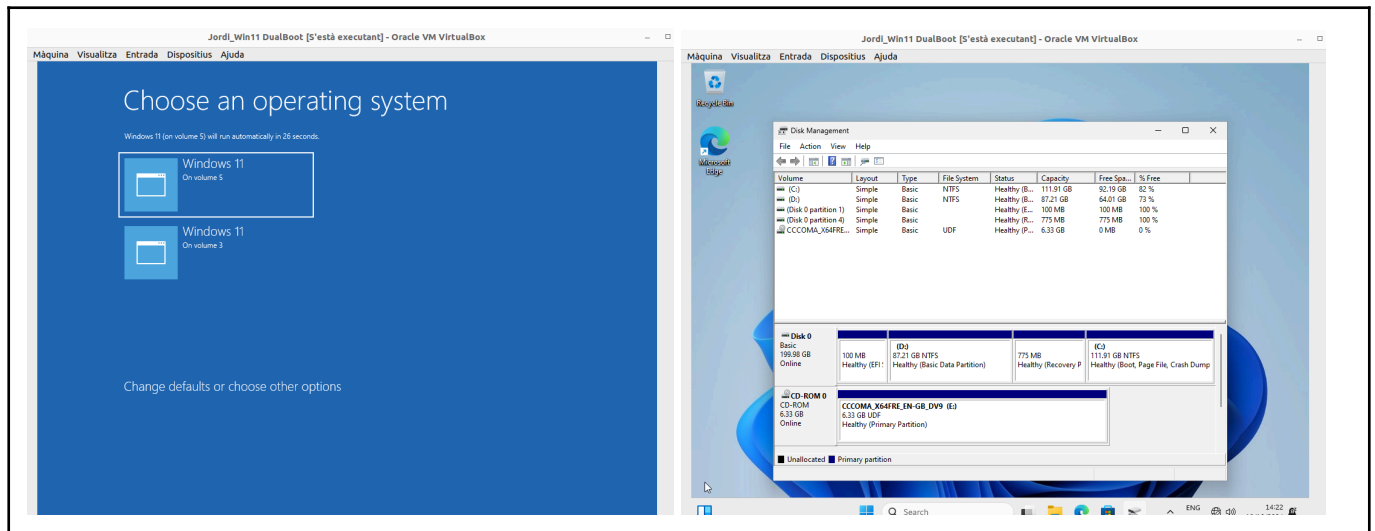 Jordi_Win11 DualBoot [S'està executant] - Oracle VM VirtualBox
Màquina Visualitza Entrada Dispositius Ajuda
Choose an operating system
Windows 11 (on volume 5) will run automatically in 26 seconds.
Windows 11
On volume 5
Windows 11
On volume 3
Change defaults or choose other options
Jordi_Win11 DualBoot [S'està executant] - Oracle VM VirtualBox
Màquina Visualitza Entrada Dispositius Ajuda
Recycle Bin
Microsoft
Edge
Disk Management
File Action View Help
Volume Layout Type File System Status Capacity Free Spa... % Free
(C:) Simple Basic NTFS Healthy (B... 111.91 GB 92.19 GB 82 %
(D:) Simple Basic NTFS Healthy (B... 87.21 GB 64.01 GB 73 %
(Disk 0 partition 1) Simple Basic Healthy (E... 100 MB 100 MB 100 %
(Disk 0 partition 4) Simple Basic Healthy (R... 775 MB 775 MB 100 %
CCCOMA_X64FRE... Simple Basic UDF Healthy (P... 6.33 GB 0 MB 0 %
Disk 0
Basic
199.98 GB
Online
100 MB
Healthy (EFI
(D:)
87.21 GB NTFS
Healthy (Basic Data Partition)
775 MB
Healthy (Recovery P
(C:)
111.91 GB NTFS
Healthy (Boot, Page File, Crash Dump
CD-ROM 0
CD-ROM
6.33 GB
Online
CCCOMA_X64FRE_EN-GB_DV9 (E:)
6.33 GB UDF
Healthy (Primary Partition)
Unallocated Primary partition
Search
ENG
14:22